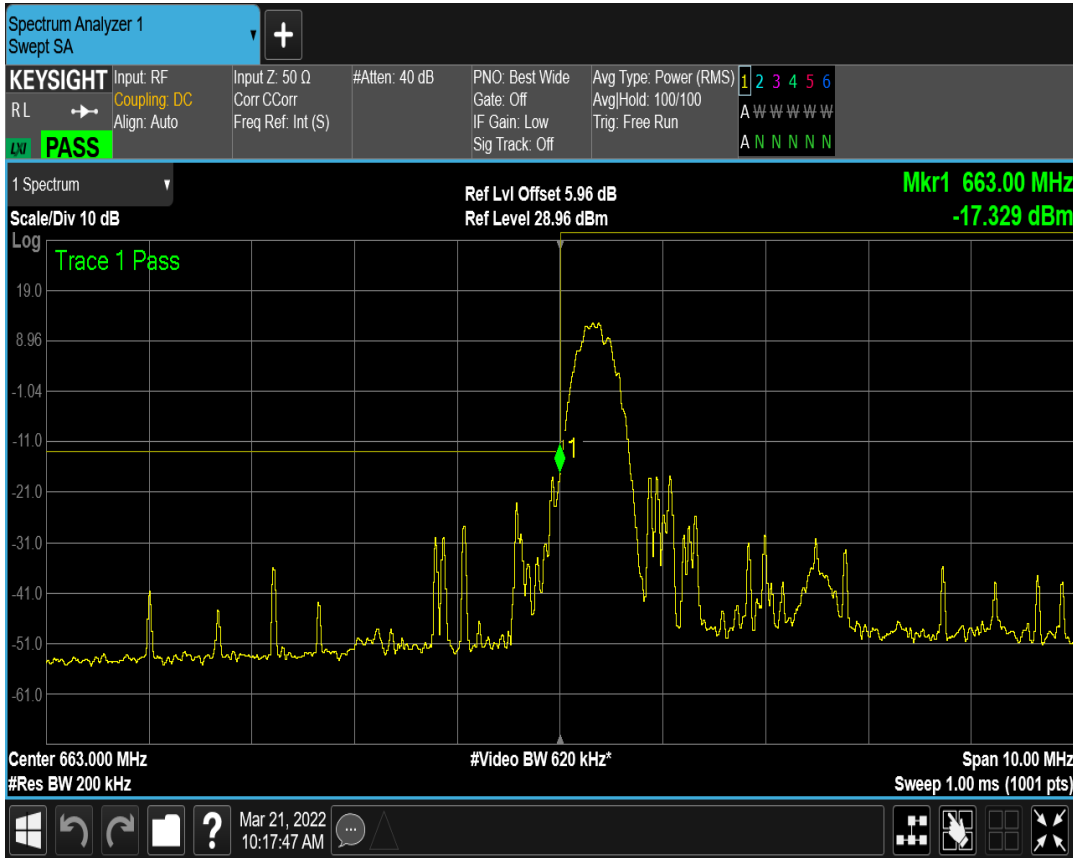 Spectrum Analyzer 1
Swept SA
+
KEYSIGHT
RL
LXI PASS
Input: RF
Coupling: DC
Align: Auto
Input Z: 50 Ω
Corr CCorr
Freq Ref: Int (S)
#Atten: 40 dB
PNO: Best Wide
Gate: Off
IF Gain: Low
Sig Track: Off
Avg Type: Power (RMS)
Avg|Hold: 100/100
Trig: Free Run
1 2 3 4 5 6
A W W W W W
A N N N N N
1 Spectrum
Scale/Div 10 dB
Ref Lvl Offset 5.96 dB
Ref Level 28.96 dBm
Mkr1 663.00 MHz
-17.329 dBm
Log
Trace 1 Pass
19.0
8.96
-1.04
-11.0
1
-21.0
-31.0
-41.0
-51.0
-61.0
Center 663.000 MHz
#Res BW 200 kHz
#Video BW 620 kHz*
Span 10.00 MHz
Sweep 1.00 ms (1001 pts)
?
Mar 21, 2022
10:17:47 AM